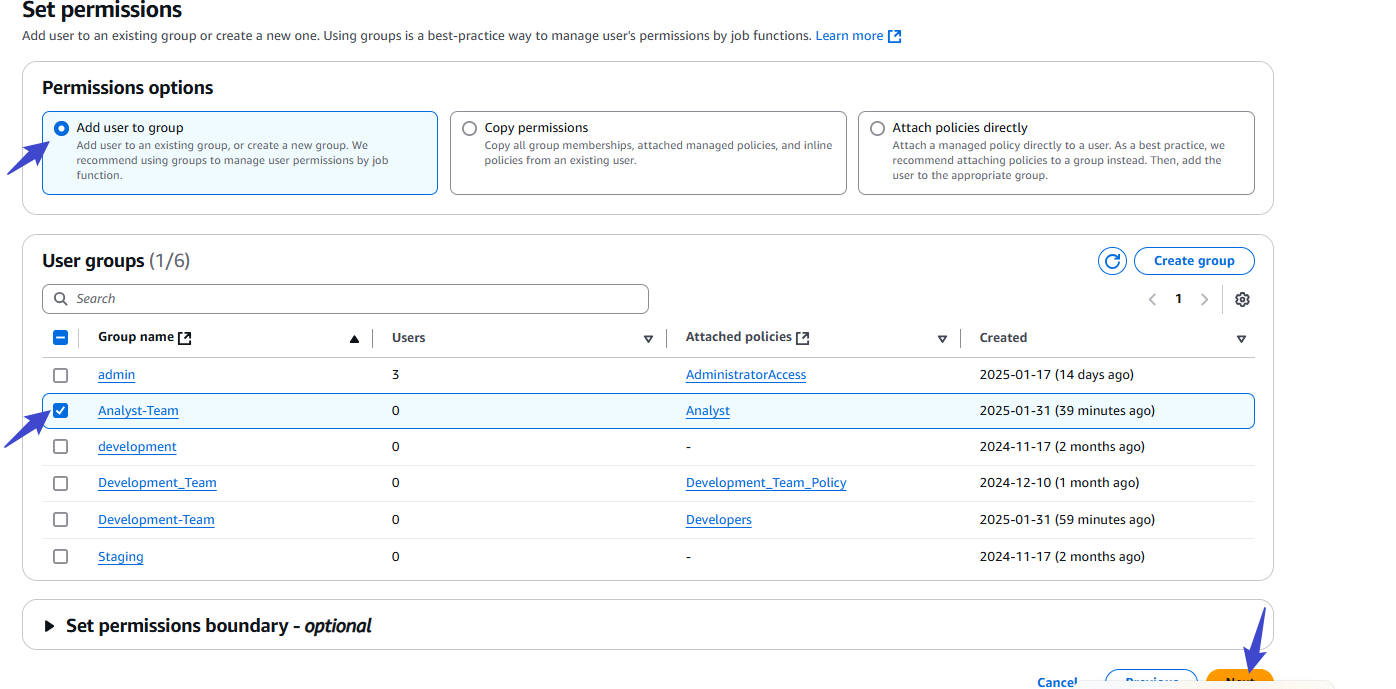 Set permissions
Add user to an existing group or create a new one. Using groups is a best-practice way to manage user's permissions by job functions. Learn more
Permissions options
Add user to group
Add user to an existing group, or create a new group. We
recommend using groups to manage user permissions by job
function.
Copy permissions
Copy all group memberships, attached managed policies, and inline
policies from an existing user.
Attach policies directly
Attach a managed policy directly to a user. As a best practice, we
recommend attaching policies to a group instead. Then, add the
user to the appropriate group.
User groups (1/6)
Create group
Search
1
Group name Users Attached policies Created
admin 3 AdministratorAccess 2025-01-17 (14 days ago)
Analyst-Team 0 Analyst 2025-01-31 (39 minutes ago)
development 0 - 2024-11-17 (2 months ago)
Development_Team 0 Development_Team_Policy 2024-12-10 (1 month ago)
Development-Team 0 Developers 2025-01-31 (59 minutes ago)
Staging 0 - 2024-11-17 (2 months ago)
Set permissions boundary - optional
Cancel Previous Next